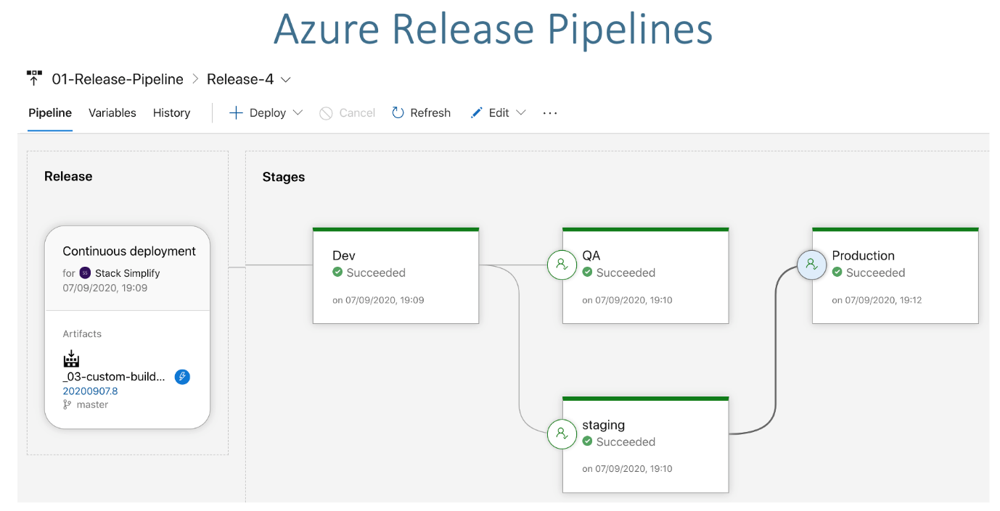 Azure Release Pipelines
01-Release-Pipeline > Release-4
Pipeline Variables History Deploy Cancel Refresh Edit ...
Release
Continuous deployment
for SS Stack Simplify
07/09/2020, 19:09
Artifacts
_03-custom-build...
20200907.8
master
Stages
Dev
Succeeded
on 07/09/2020, 19:09
QA
Succeeded
on 07/09/2020, 19:10
Production
Succeeded
on 07/09/2020, 19:12
staging
Succeeded
on 07/09/2020, 19:10